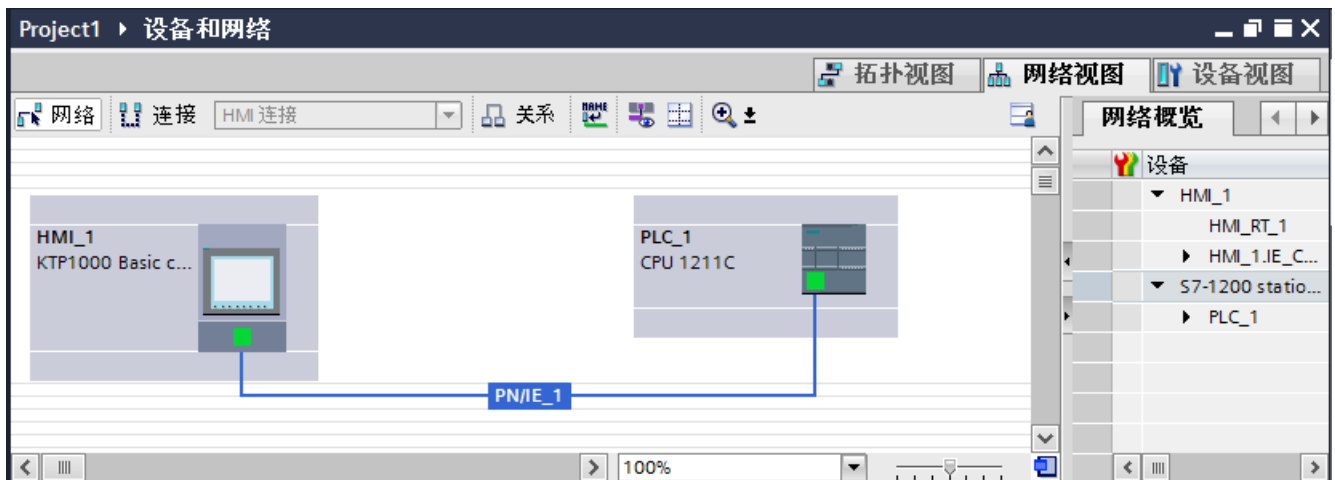 Project1 ▸ 设备和网络
拓扑视图 网络视图 设备视图
网络 连接 HMI 连接 关系 NAME 网络概览
设备
HMI_1
HMI_RT_1
HMI_1.IE_C...
S7-1200 statio...
PLC_1
HMI_1
KTP1000 Basic c...
PLC_1
CPU 1211C
PN/IE_1
100%